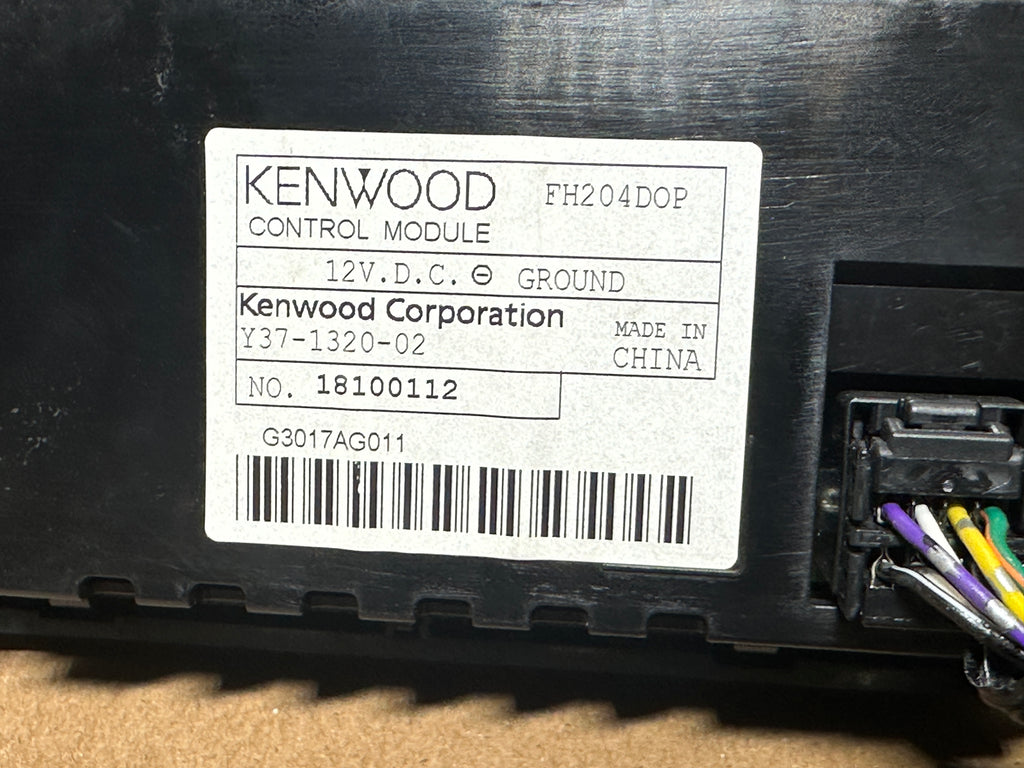 KENWOOD FH204DOP
CONTROL MODULE
12V.D.C. ⊖ GROUND
Kenwood Corporation
Y37-1320-02 MADE IN
CHINA
NO. 18100112
G3017AG011